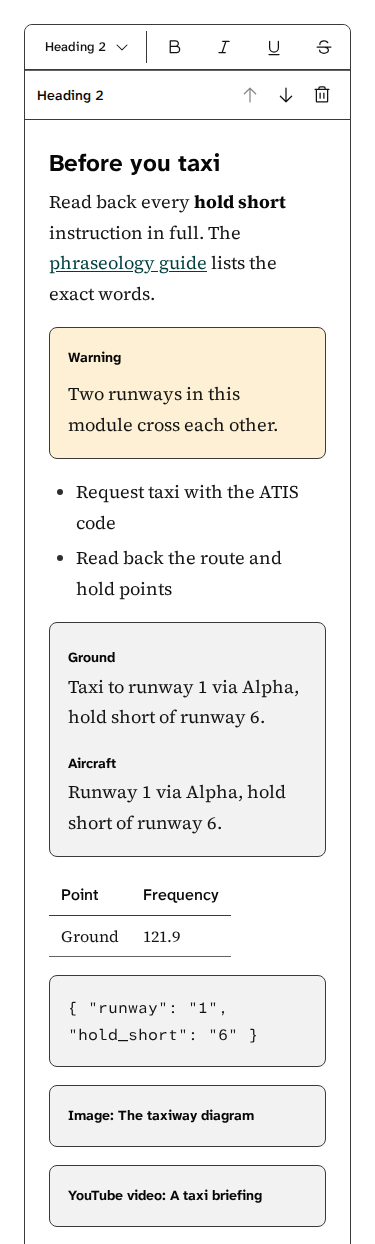 Heading 2
B I U S
Heading 2
Before you taxi
Read back every hold short
instruction in full. The
phraseology guide lists the
exact words.
Warning
Two runways in this
module cross each other.
Request taxi with the ATIS
code
Read back the route and
hold points
Ground
Taxi to runway 1 via Alpha,
hold short of runway 6.
Aircraft
Runway 1 via Alpha, hold
short of runway 6.
Point Frequency
Ground 121.9
{ "runway": "1",
"hold_short": "6" }
Image: The taxiway diagram
YouTube video: A taxi briefing